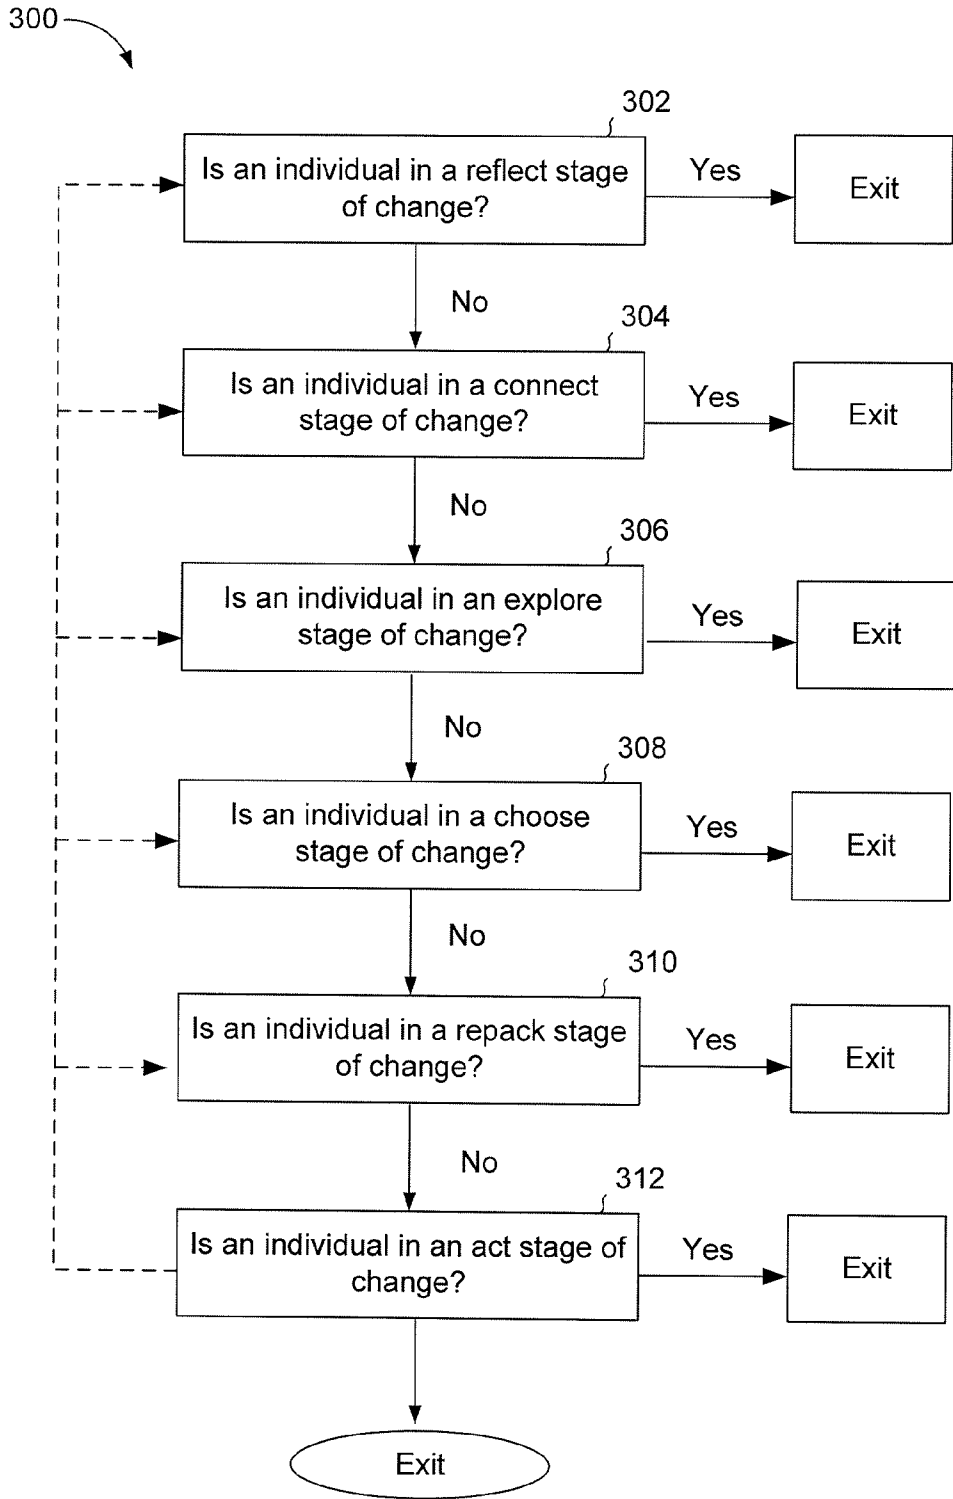 300
302
Is an individual in a reflect stage
of change?
Yes
Exit
No
304
Is an individual in a connect
stage of change?
Yes
Exit
No
306
Is an individual in an explore
stage of change?
Yes
Exit
No
308
Is an individual in a choose
stage of change?
Yes
Exit
No
310
Is an individual in a repack stage
of change?
Yes
Exit
No
312
Is an individual in an act stage of
change?
Yes
Exit
Exit